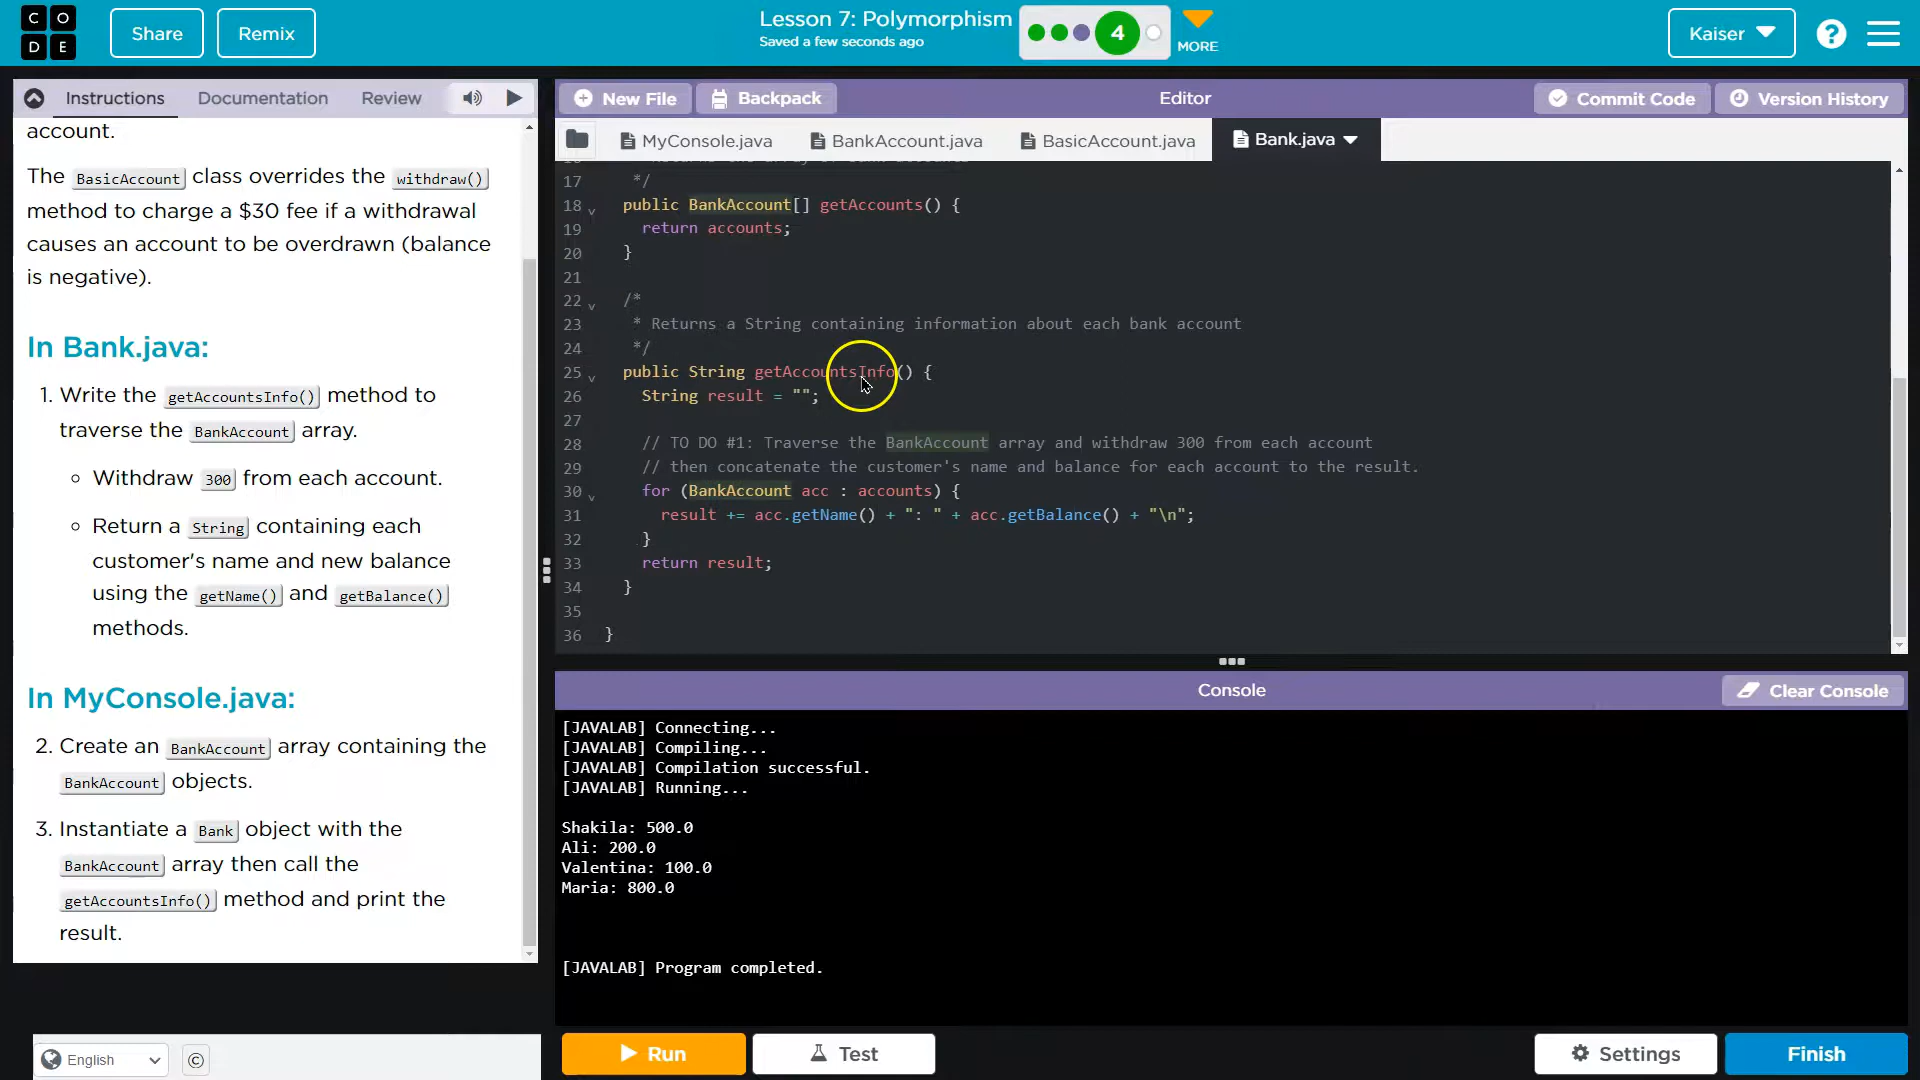 C O
D E
Share
Remix
Lesson 7: Polymorphism
Saved a few seconds ago
4
MORE
Kaiser
?
Instructions
Documentation
Review
account.
The BasicAccount class overrides the withdraw()
method to charge a $30 fee if a withdrawal
causes an account to be overdrawn (balance
is negative).
In Bank.java:
1. Write the getAccountsInfo() method to
traverse the BankAccount array.
Withdraw 300 from each account.
Return a String containing each
customer's name and new balance
using the getName() and getBalance()
methods.
In MyConsole.java:
2. Create an BankAccount array containing the
BankAccount objects.
3. Instantiate a Bank object with the
BankAccount array then call the
getAccountsInfo() method and print the
result.
English
©
New File
Backpack
Editor
Commit Code
Version History
MyConsole.java
BankAccount.java
BasicAccount.java
Bank.java
17 */
18 public BankAccount[] getAccounts() {
19 return accounts;
20 }
21
22 /*
23 * Returns a String containing information about each bank account
24 */
25 public String getAccountsInfo() {
26 String result = "";
27
28 // TO DO #1: Traverse the BankAccount array and withdraw 300 from each account
29 // then concatenate the customer's name and balance for each account to the result.
30 for (BankAccount acc : accounts) {
31 result += acc.getName() + ": " + acc.getBalance() + "\n";
32 }
33 return result;
34 }
35
36 }
Console
Clear Console
[JAVALAB] Connecting...
[JAVALAB] Compiling...
[JAVALAB] Compilation successful.
[JAVALAB] Running...
Shakila: 500.0
Ali: 200.0
Valentina: 100.0
Maria: 800.0
[JAVALAB] Program completed.
Run
Test
Settings
Finish